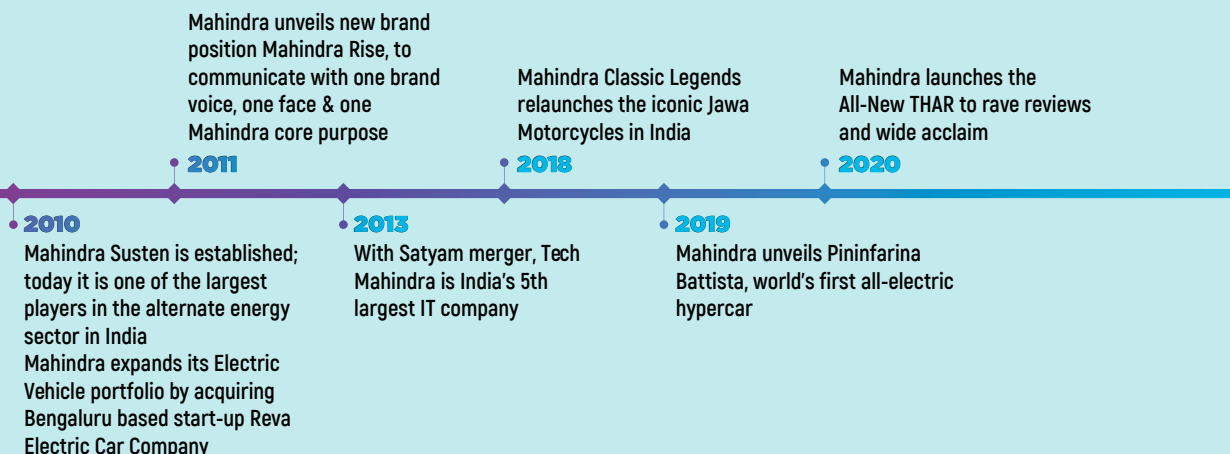 Mahindra unveils new brand
position Mahindra Rise, to
communicate with one brand
voice, one face & one
Mahindra core purpose
2011
Mahindra Classic Legends
relaunches the iconic Jawa
Motorcycles in India
2018
Mahindra launches the
All-New THAR to rave reviews
and wide acclaim
2020
2010
Mahindra Susten is established;
today it is one of the largest
players in the alternate energy
sector in India
Mahindra expands its Electric
Vehicle portfolio by acquiring
Bengaluru based start-up Reva
Electric Car Company
2013
With Satyam merger, Tech
Mahindra is India's 5th
largest IT company
2019
Mahindra unveils Pininfarina
Battista, world's first all-electric
hypercar